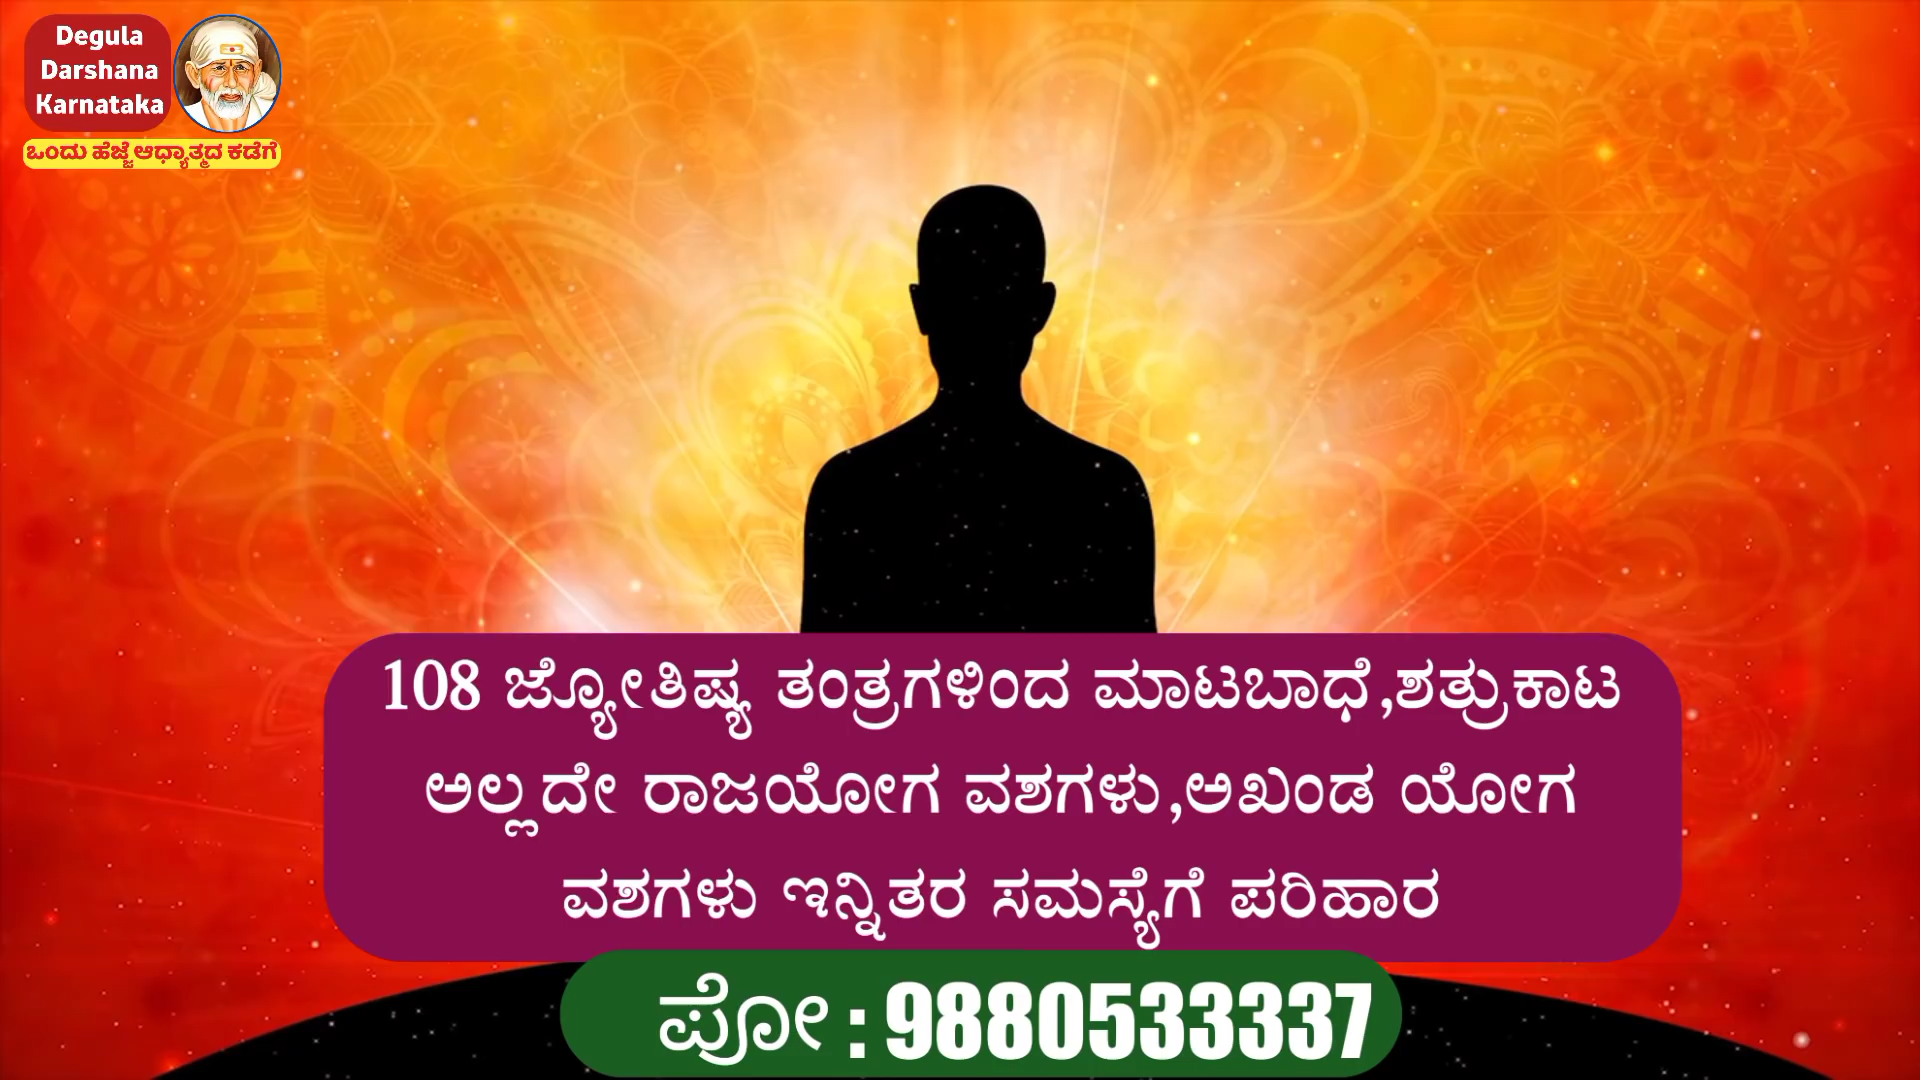 Degula
Darshana
Karnataka
ಒಂದು ಹೆಜ್ಜೆ ಆಧ್ಯಾತ್ಮದ ಕಡೆಗೆ
108 ಜ್ಯೋತಿಷ್ಯ ತಂತ್ರಗಳಿಂದ ಮಾಟಬಾಧೆ,ಶತ್ರುಕಾಟ
ಅಲ್ಲದೇ ರಾಜಯೋಗ ವಶಗಳು,ಅಖಂಡ ಯೋಗ
ವಶಗಳು ಇನ್ನಿತರ ಸಮಸ್ಯೆಗೆ ಪರಿಹಾರ
ಪೋ : 9880533337